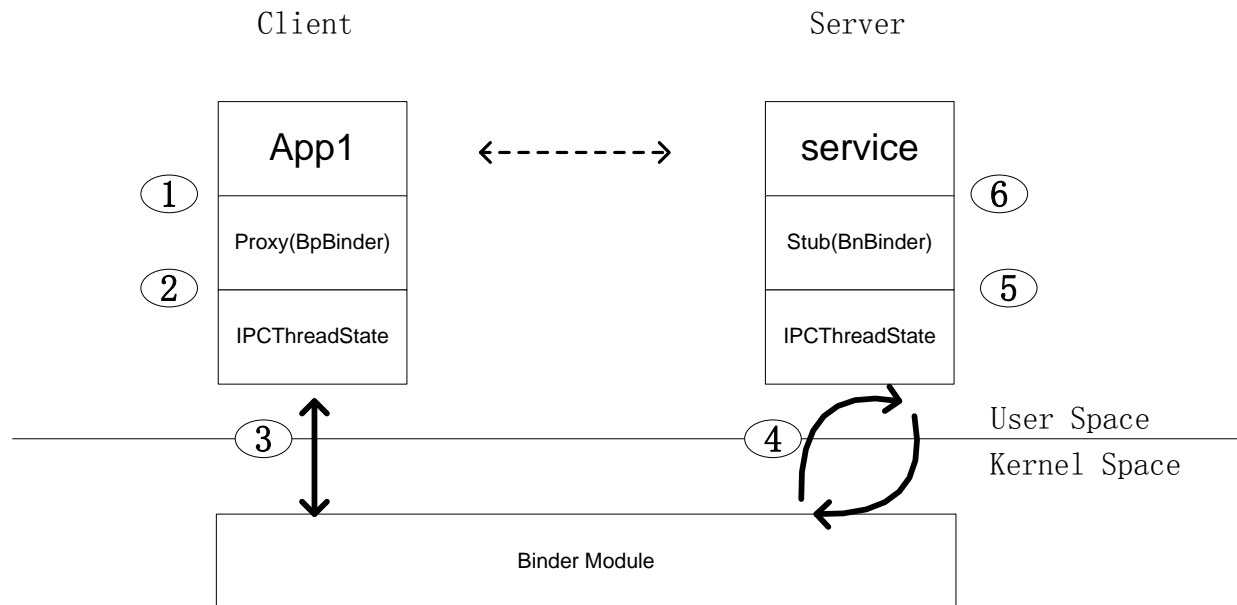 Client
Server
App1
service
①
⑥
Proxy(BpBinder)
Stub(BnBinder)
②
⑤
IPCThreadState
IPCThreadState
③
④
User Space
Kernel Space
Binder Module